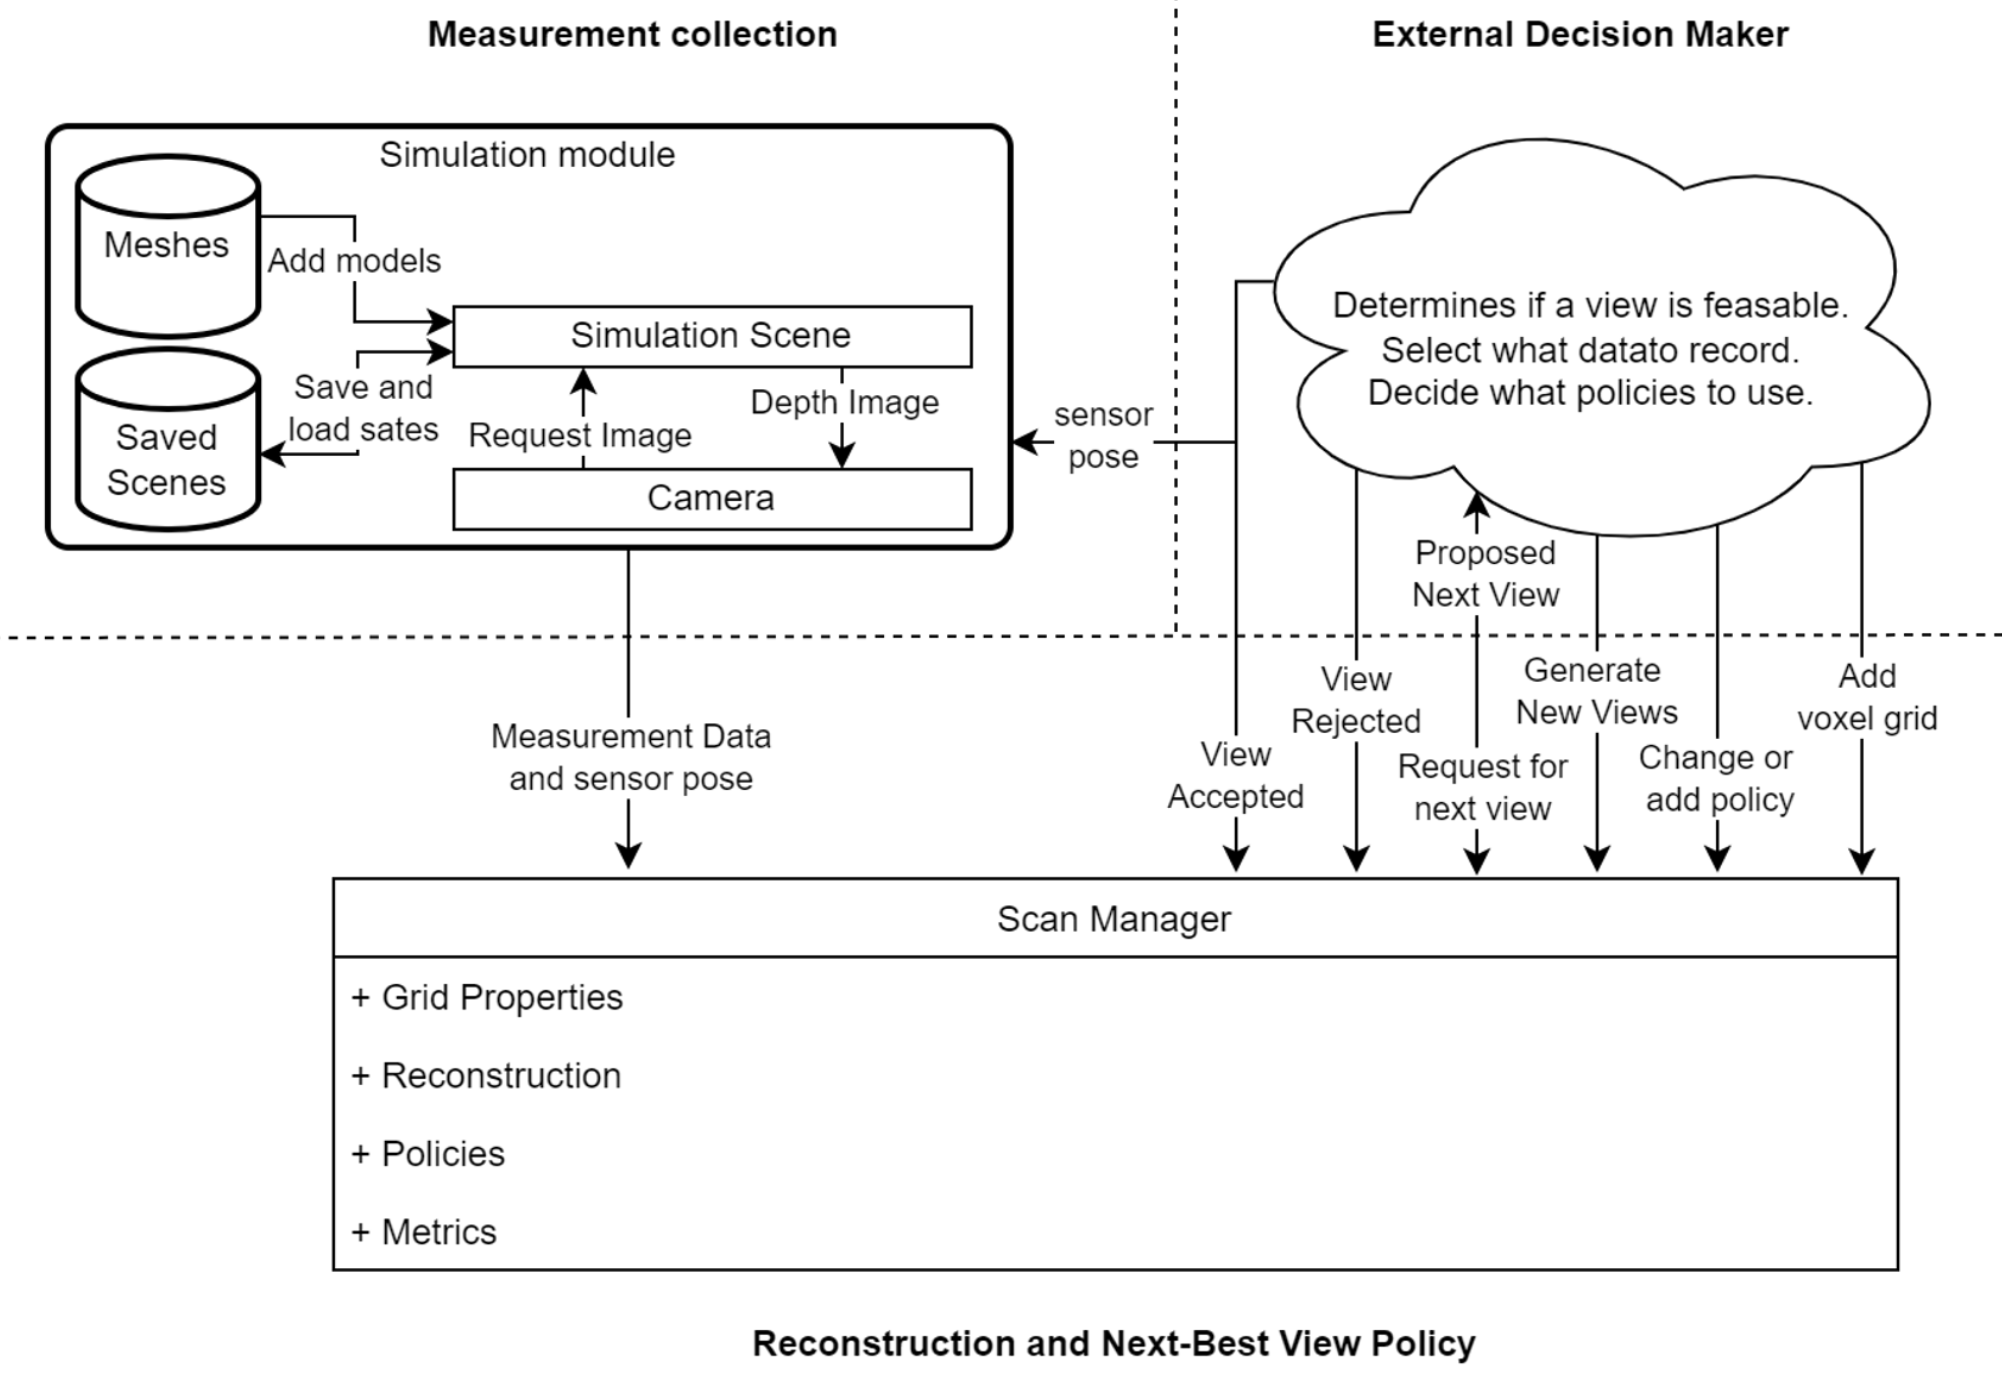 Measurement collection
External Decision Maker
Simulation module
Meshes
Add models
Simulation Scene
Save and
load sates
Saved
Scenes
Request Image
Depth Image
Camera
sensor
pose
Determines if a view is feasable.
Select what datato record.
Decide what policies to use.
Proposed
Next View
Measurement Data
and sensor pose
View
Accepted
View
Rejected
Request for
next view
Generate
New Views
Change or
add policy
Add
voxel grid
Scan Manager
+ Grid Properties
+ Reconstruction
+ Policies
+ Metrics
Reconstruction and Next-Best View Policy